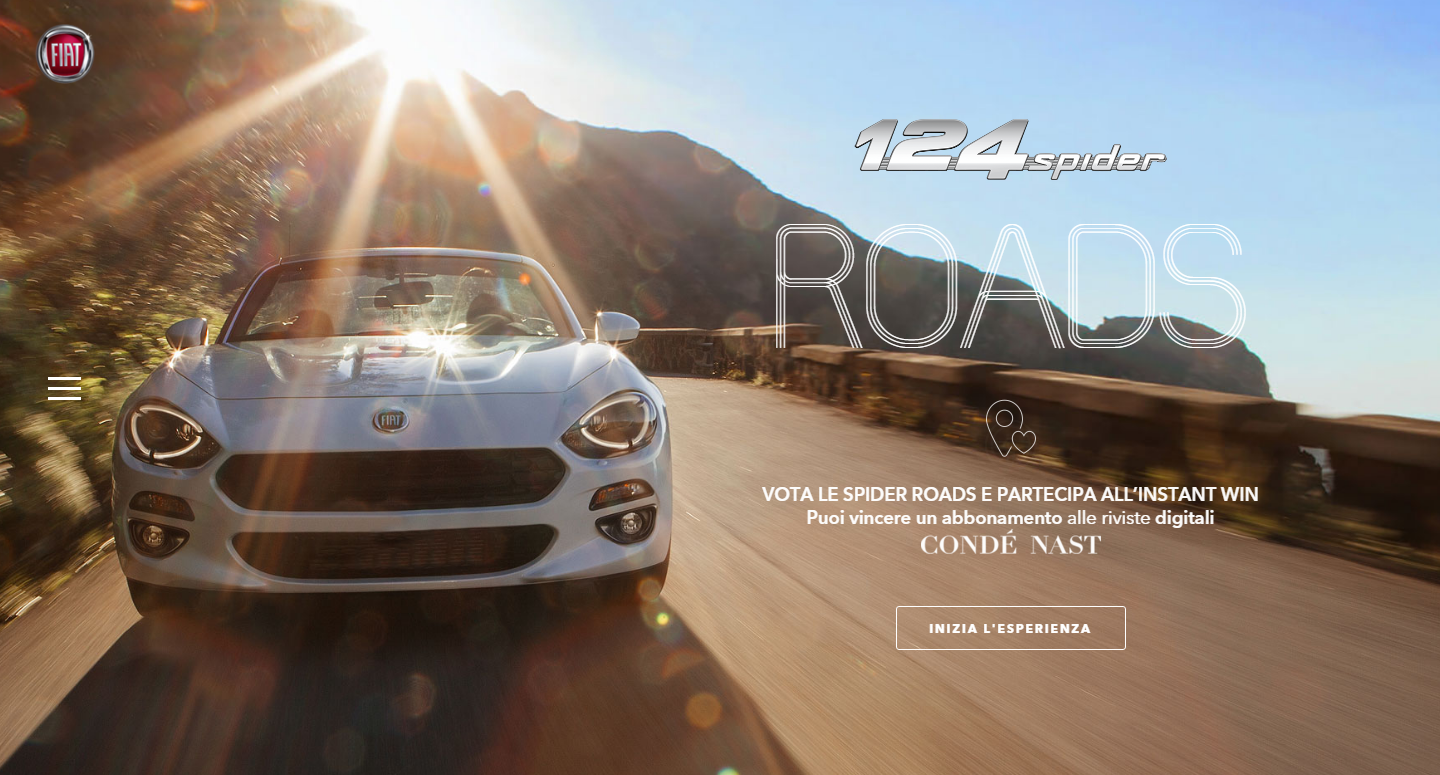 FIAT
124 spider
ROADS
FIAT
VOTA LE SPIDER ROADS E PARTECIPA ALL'INSTANT WIN
Puoi vincere un abbonamento alle riviste digitali
CONDÉ NAST
INIZIA L'ESPERIENZA